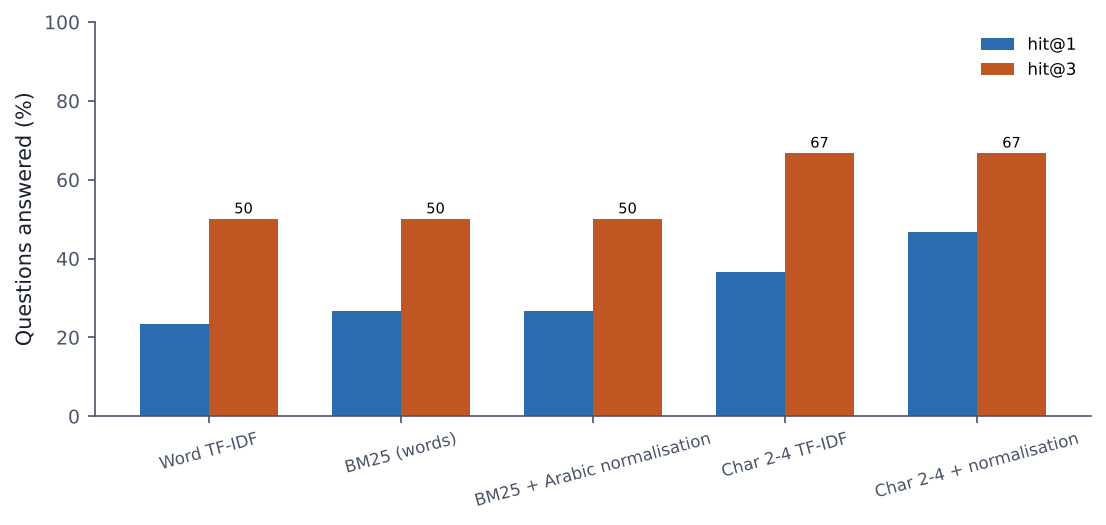 100
80
60
40
20
0
Questions answered (%)
hit@1
hit@3
50
50
50
67
67
Word TF-IDF
BM25 (words)
BM25 + Arabic normalisation
Char 2-4 TF-IDF
Char 2-4 + normalisation